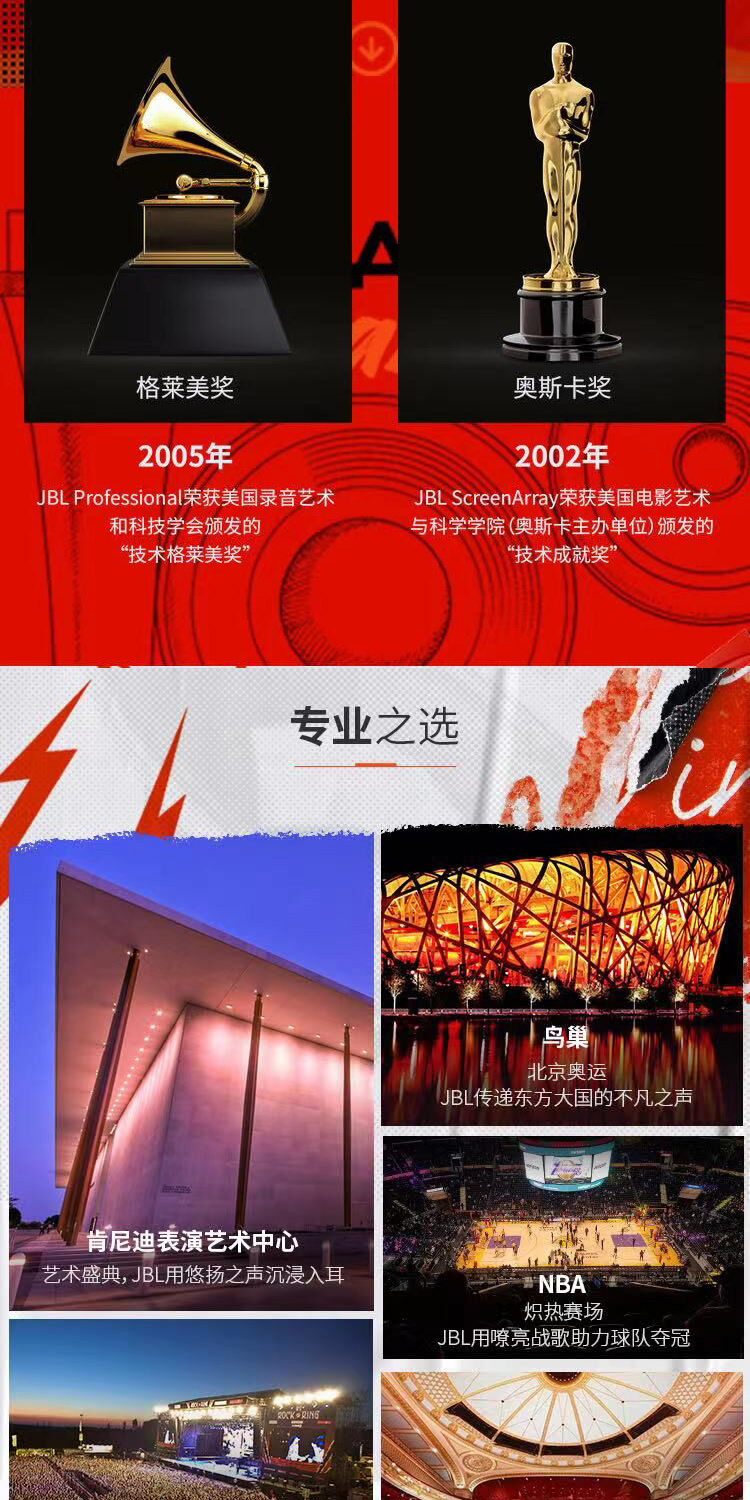 格莱美奖
2005年
JBL Professional荣获美国录音艺术
和科技学会颁发的
“技术格莱美奖”
奥斯卡奖
2002年
JBL ScreenArray荣获美国电影艺术
与科学学院(奥斯卡主办单位)颁发的
“技术成就奖”
专业之选
鸟巢
北京奥运
JBL传递东方大国的不凡之声
肯尼迪表演艺术中心
艺术盛典,JBL用悠扬之声沉浸入耳
NBA
炽热赛场
JBL用嘹亮战歌助力球队夺冠
ROCK RING